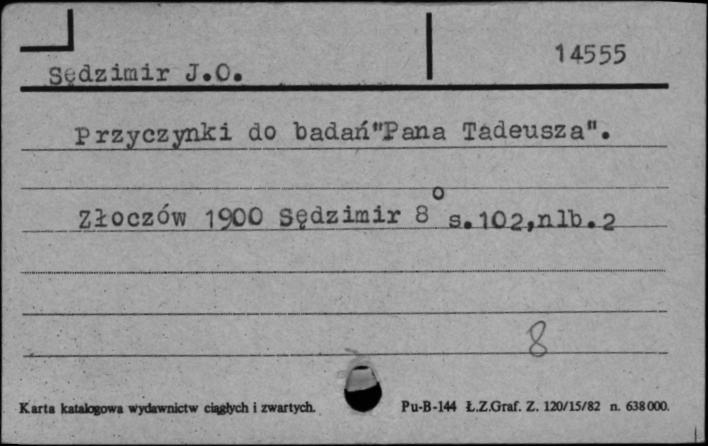 14555
Sędzimir J.O.
Przyczynki do badań"Pana Tadeusza".
Złoczów 1900 Sędzimir 8° s.102,nlb.2
8
Karta katalogowa wydawnictw ciągłych i zwartych. Pu-B-144 Ł.Z.Graf. Z. 120/15/82 n. 638000.